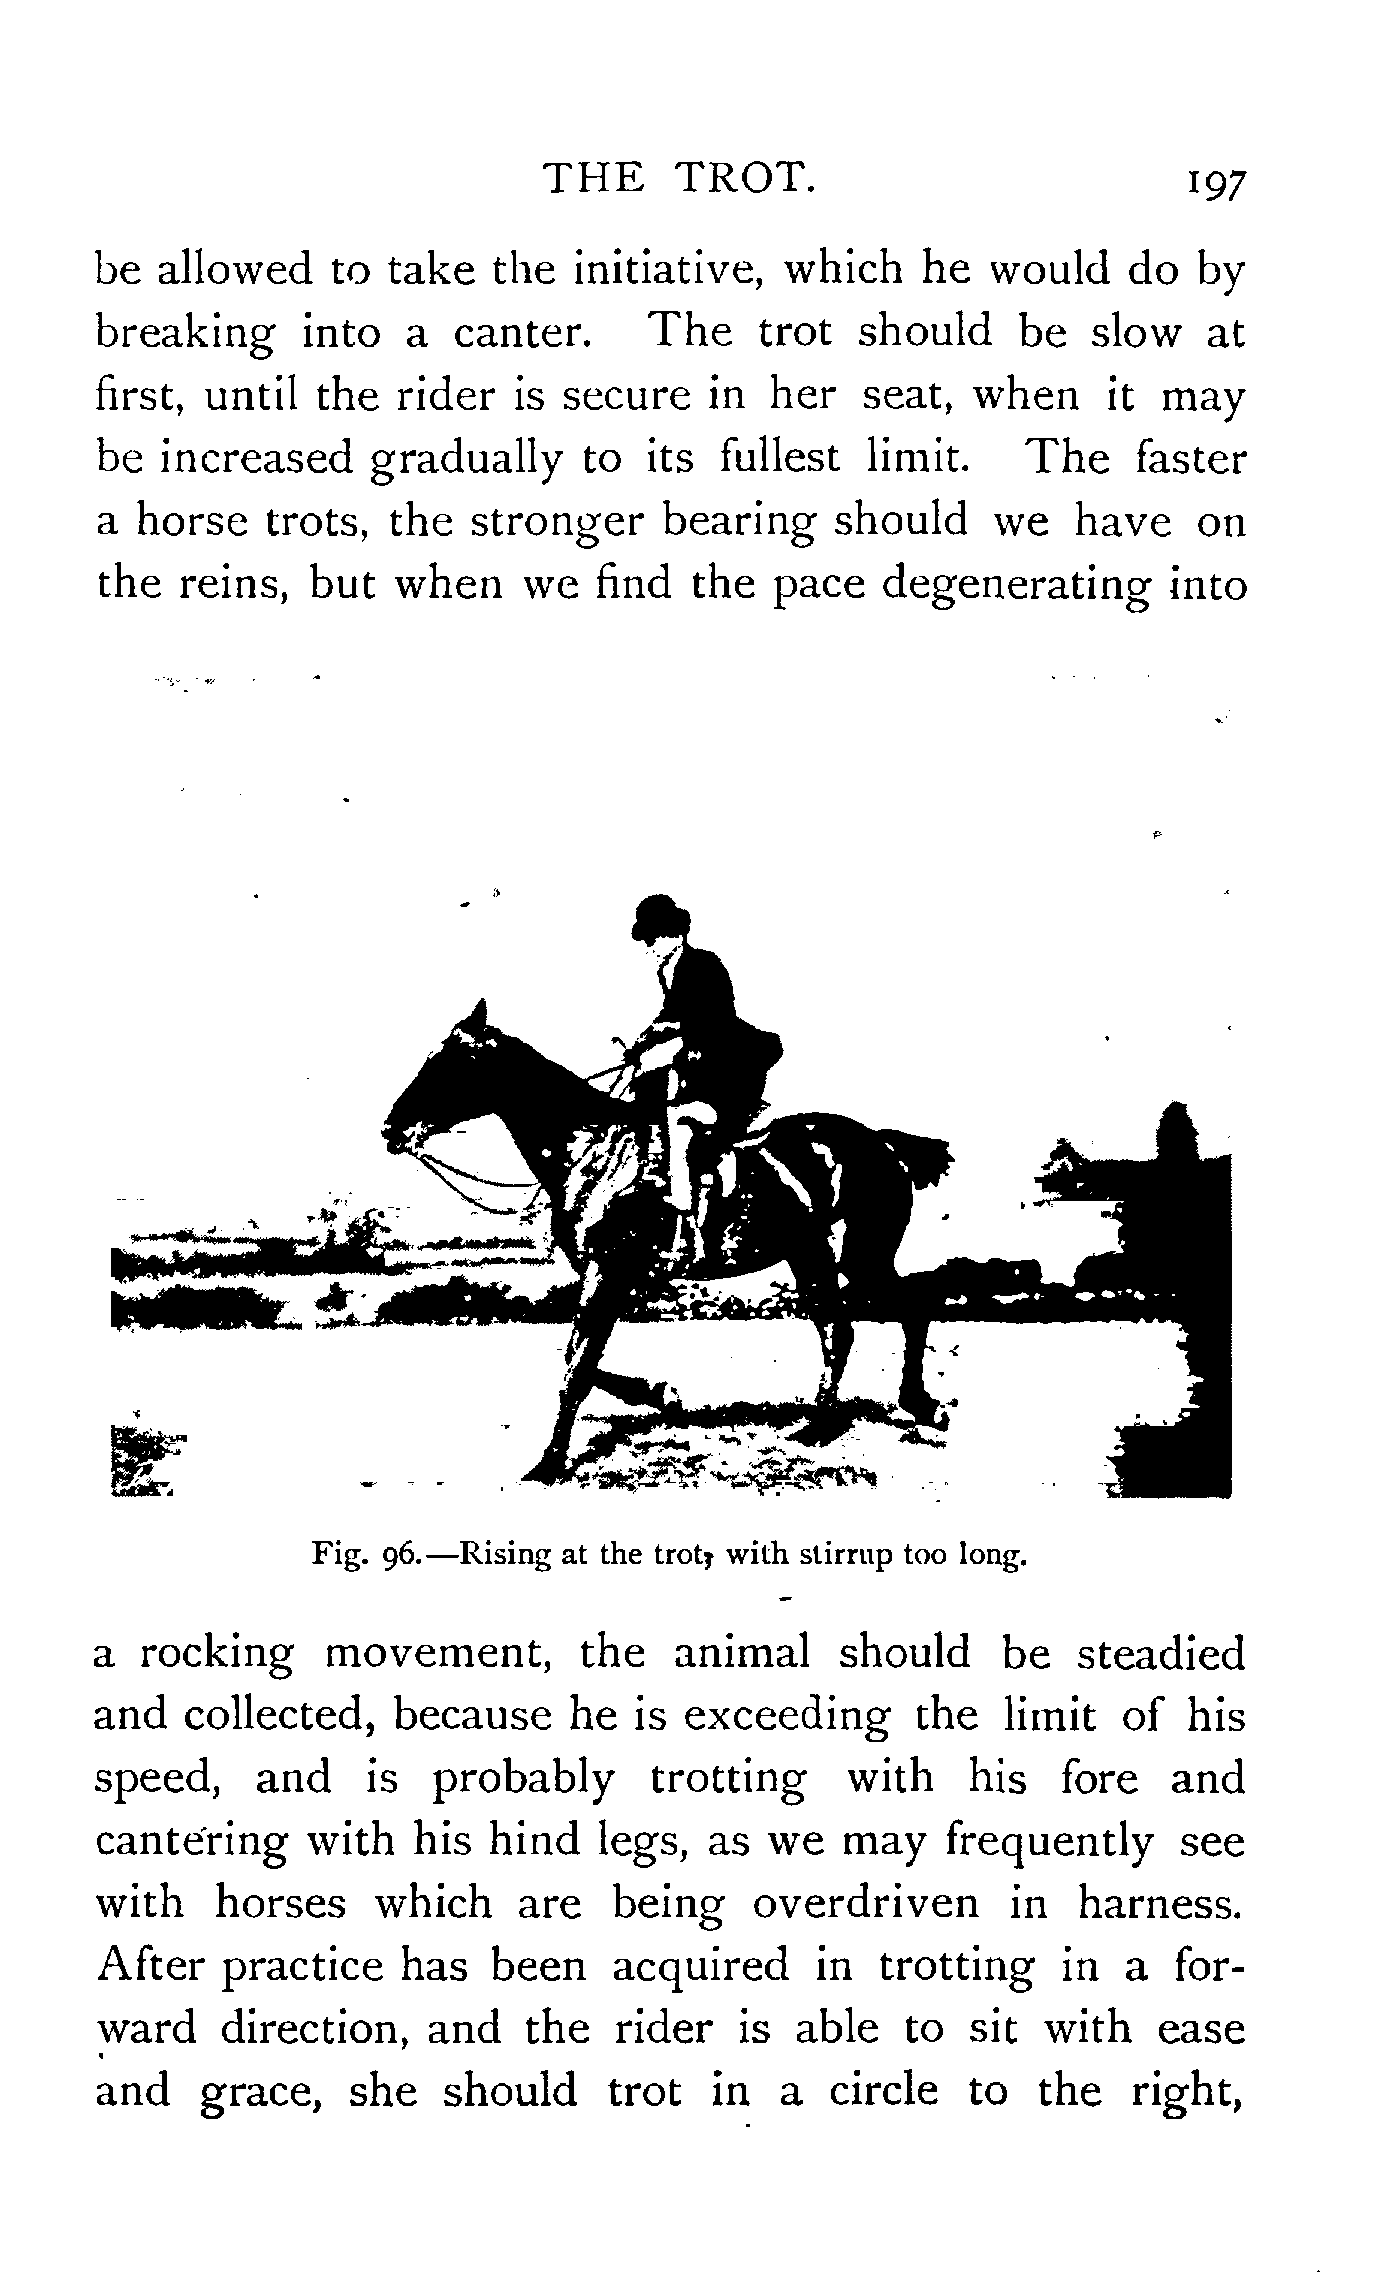 THE TROT. 197
be allowed to take the initiative, which he would do by
breaking into a canter. The trot should be slow at
first, until the rider is secure in her seat, when it may
be increased gradually to its fullest limit. The faster
a horse trots, the stronger bearing should we have on
the reins, but when we find the pace degenerating into
Fig. 96.—Rising at the trot, with stirrup too long.
a rocking movement, the animal should be steadied
and collected, because he is exceeding the limit of his
speed, and is probably trotting with his fore and
cantering with his hind legs, as we may frequently see
with horses which are being overdriven in harness.
After practice has been acquired in trotting in a for-
ward direction, and the rider is able to sit with ease
and grace, she should trot in a circle to the right,